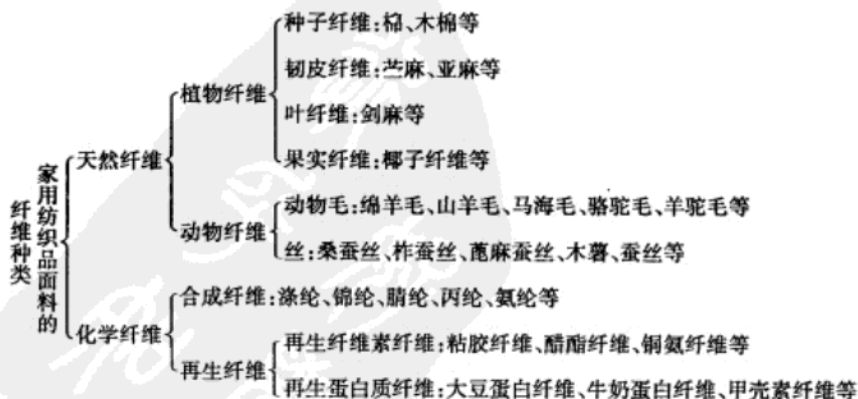 家用纺织品面料的
纤维种类
天然纤维
植物纤维
种子纤维:棉、木棉等
韧皮纤维:苎麻、亚麻等
叶纤维:剑麻等
果实纤维:椰子纤维等
动物纤维
动物毛:绵羊毛、山羊毛、马海毛、骆驼毛、羊驼毛等
丝:桑蚕丝、柞蚕丝、蓖麻蚕丝、木薯、蚕丝等
化学纤维
合成纤维:涤纶、锦纶、腈纶、丙纶、氨纶等
再生纤维
再生纤维素纤维:粘胶纤维、醋酯纤维、铜氨纤维等
再生蛋白质纤维:大豆蛋白纤维、牛奶蛋白纤维、甲壳素纤维等